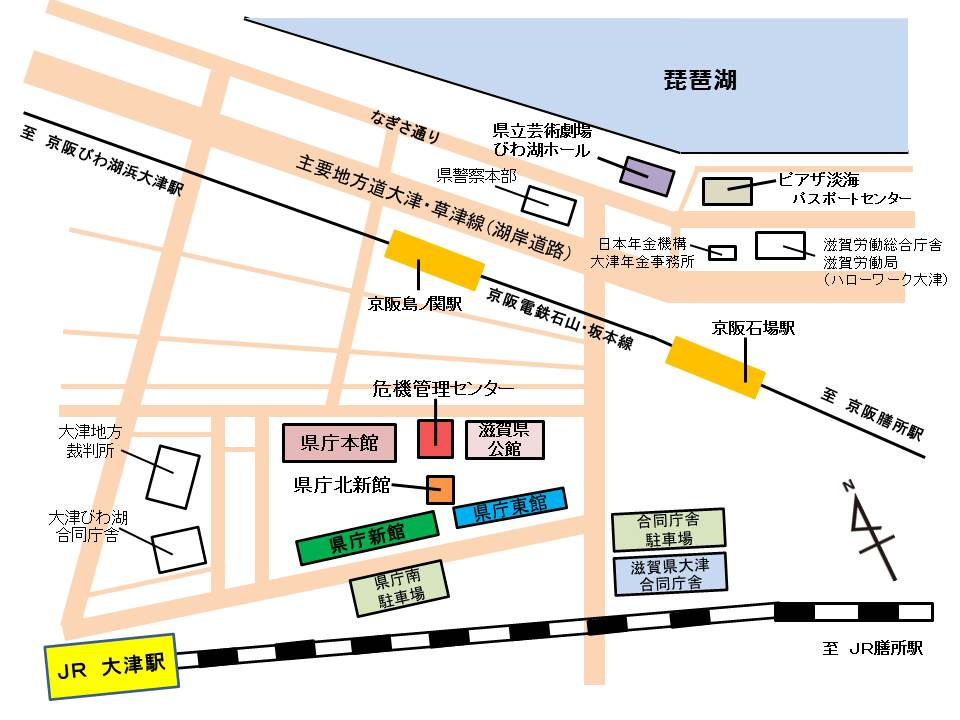 琵琶湖
なぎさ通り
県立芸術劇場
びわ湖ホール
ピアザ淡海
パスポートセンター
至 京阪びわ湖浜大津駅
主要地方道大津・草津線(湖岸道路)
県警察本部
日本年金機構
大津年金事務所
滋賀労働総合庁舎
滋賀労働局
(ハローワーク大津)
京阪島ノ関駅
京阪電鉄石山・坂本線
京阪石場駅
至 京阪膳所駅
危機管理センター
大津地方
裁判所
県庁本館
滋賀県
公館
県庁北新館
大津びわ湖
合同庁舎
県庁新館
県庁東館
合同庁舎
駐車場
滋賀県大津
合同庁舎
県庁南
駐車場
N
JR 大津駅
至 JR膳所駅